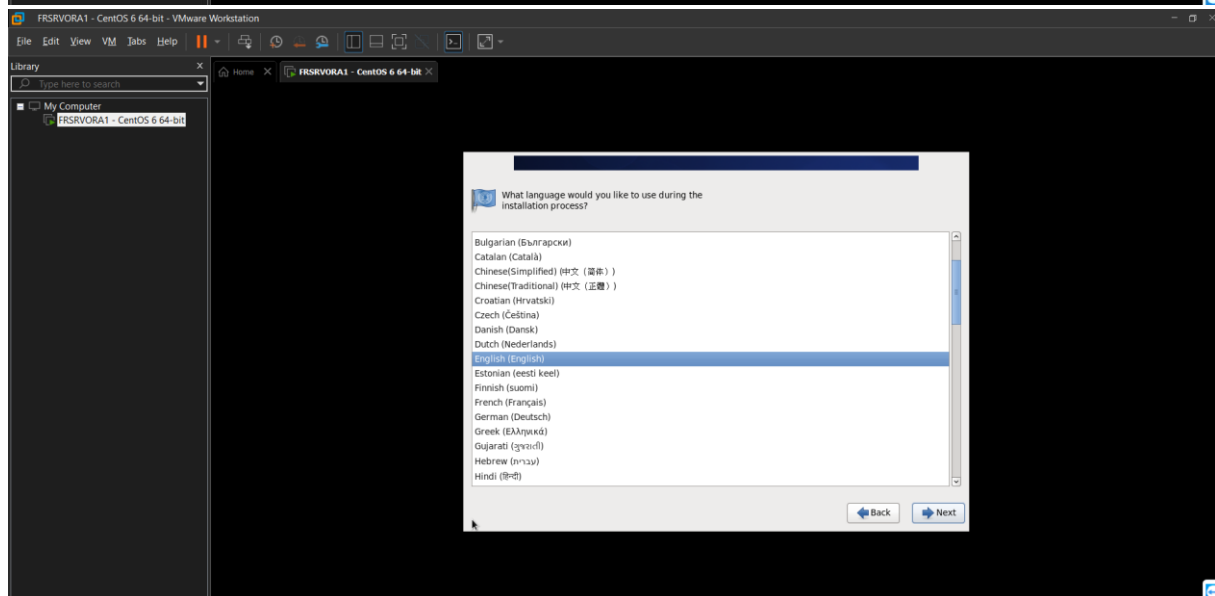 FRSRVORA1 - CentOS 6 64-bit - VMware Workstation
File Edit View VM Tabs Help
Library
Home
FRSRVORA1 - CentOS 6 64-bit
Type here to search
My Computer
FRSRVORA1 - CentOS 6 64-bit
What language would you like to use during the
installation process?
Bulgarian (Български)
Catalan (Català)
Chinese(Simplified) (中文（简体）)
Chinese(Traditional) (中文（正體）)
Croatian (Hrvatski)
Czech (Čeština)
Danish (Dansk)
Dutch (Nederlands)
English (English)
Estonian (eesti keel)
Finnish (suomi)
French (Français)
German (Deutsch)
Greek (Ελληνικά)
Gujarati (ગુજરાતી)
Hebrew (עברית)
Hindi (हिन्दी)
Back
Next